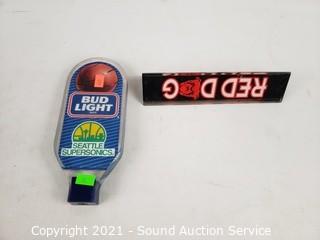 BUD
LIGHT
SEATTLE
SUPERSONICS
RED DOG
Copyright 2021 - Sound Auction Service